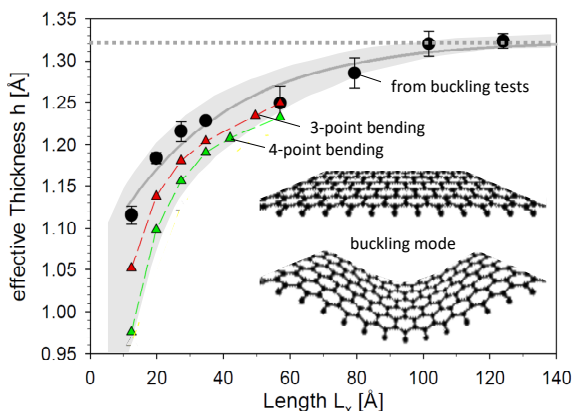 1.35
1.30
1.25
1.20
1.15
1.10
1.05
1.00
0.95
effective Thickness h [Å]
from buckling tests
3-point bending
4-point bending
buckling mode
0 20 40 60 80 100 120 140
Length Lₓ [Å]